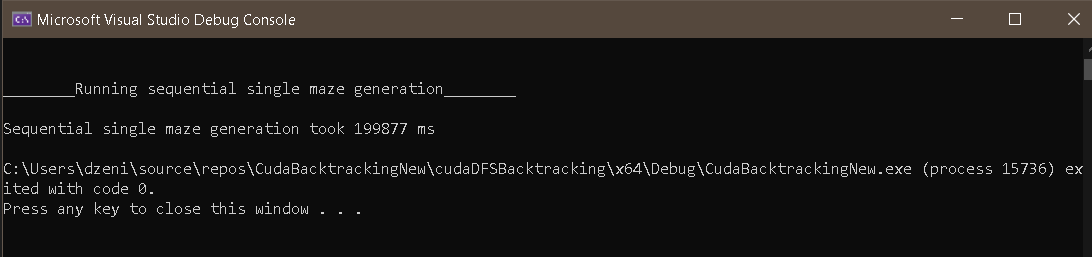 Microsoft Visual Studio Debug Console
________Running sequential single maze generation________
Sequential single maze generation took 199877 ms
C:\Users\dzeni\source\repos\CudaBacktrackingNew\cudaDFSBacktracking\x64\Debug\CudaBacktrackingNew.exe (process 15736) ex
ited with code 0.
Press any key to close this window . . .